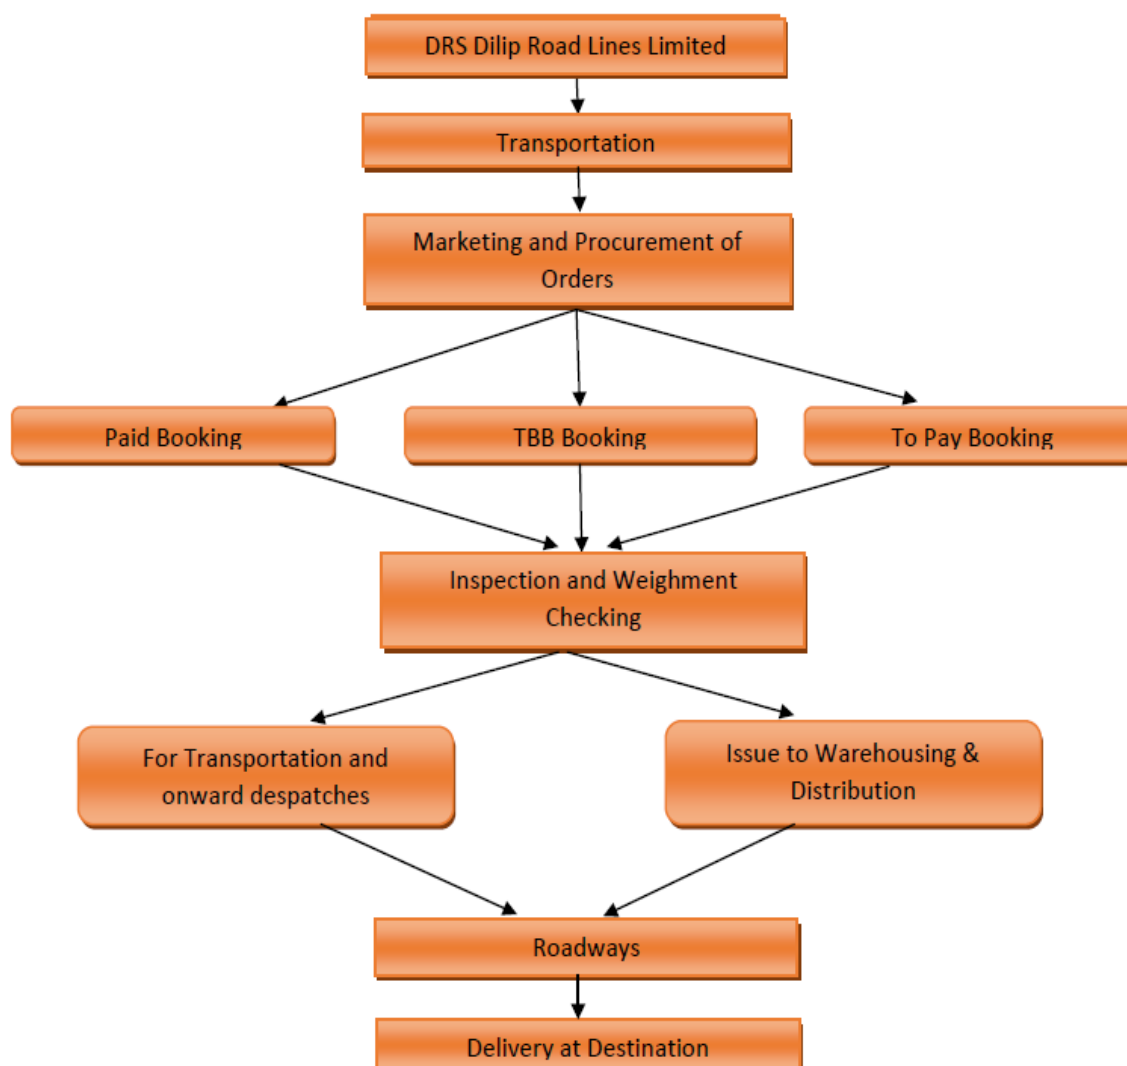 DRS Dilip Road Lines Limited
Transportation
Marketing and Procurement of
Orders
Paid Booking
TBB Booking
To Pay Booking
Inspection and Weighment
Checking
For Transportation and
onward despatches
Issue to Warehousing &
Distribution
Roadways
Delivery at Destination